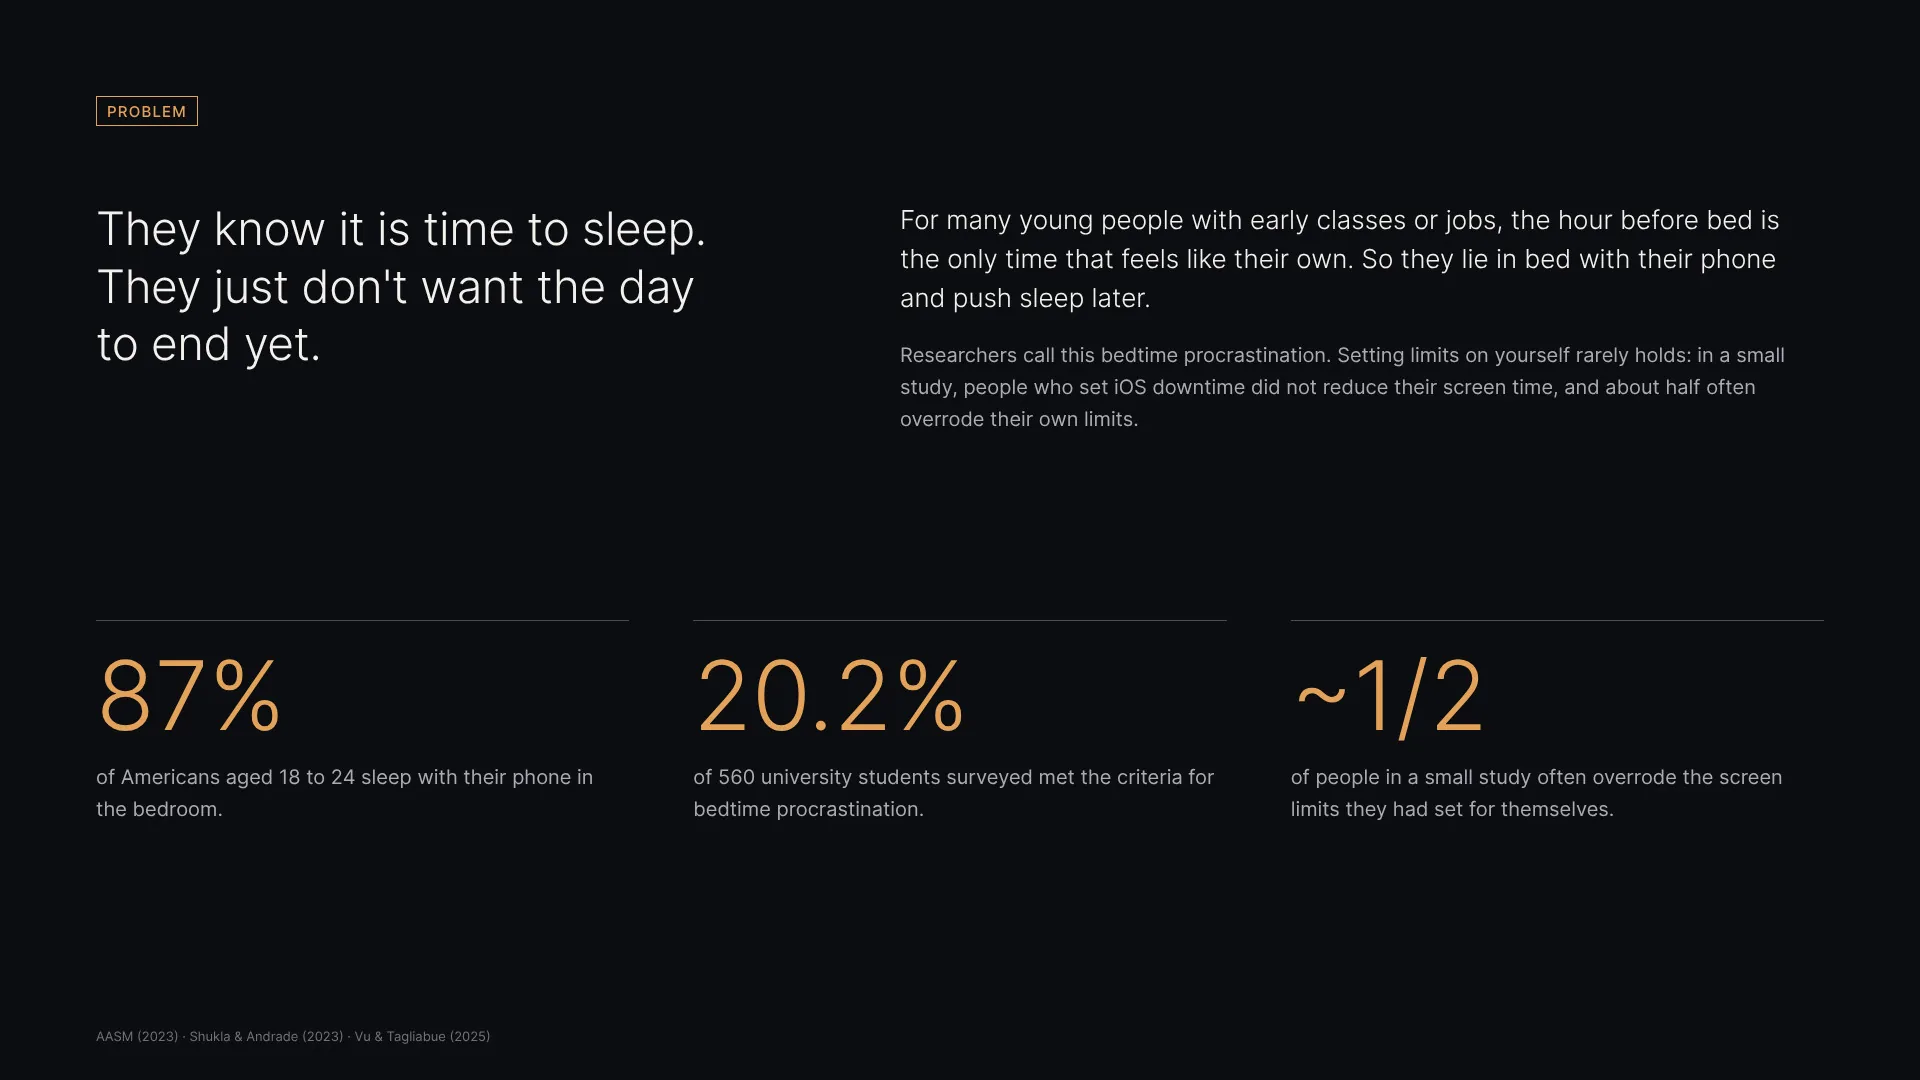 PROBLEM
They know it is time to sleep.
They just don't want the day
to end yet.
For many young people with early classes or jobs, the hour before bed is
the only time that feels like their own. So they lie in bed with their phone
and push sleep later.
Researchers call this bedtime procrastination. Setting limits on yourself rarely holds: in a small
study, people who set iOS downtime did not reduce their screen time, and about half often
overrode their own limits.
87%
of Americans aged 18 to 24 sleep with their phone in
the bedroom.
20.2%
of 560 university students surveyed met the criteria for
bedtime procrastination.
~1/2
of people in a small study often overrode the screen
limits they had set for themselves.
AASM (2023) · Shukla & Andrade (2023) · Vu & Tagliabue (2025)